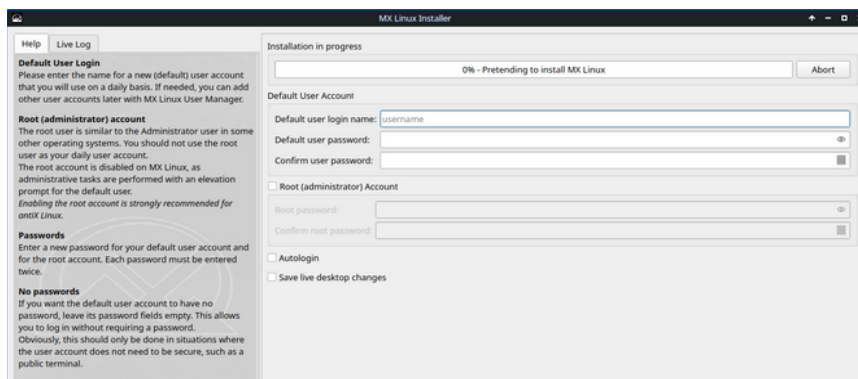 MX Linux Installer
Help
Live Log
Default User Login
Please enter the name for a new (default) user account
that you will use on a daily basis. If needed, you can add
other user accounts later with MX Linux User Manager.
Root (administrator) account
The root user is similar to the Administrator user in some
other operating systems. You should not use the root
user as your daily user account.
The root account is disabled on MX Linux, as
administrative tasks are performed with an elevation
prompt for the default user.
Enabling the root account is strongly recommended for
antiX Linux.
Passwords
Enter a new password for your default user account and
for the root account. Each password must be entered
twice.
No passwords
If you want the default user account to have no
password, leave its password fields empty. This allows
you to log in without requiring a password.
Obviously, this should only be done in situations where
the user account does not need to be secure, such as a
public terminal.
Installation in progress
0% - Pretending to install MX Linux
Abort
Default User Account
Default user login name: username
Default user password:
Confirm user password:
Root (administrator) Account
Root password:
Confirm root password:
Autologin
Save live desktop changes